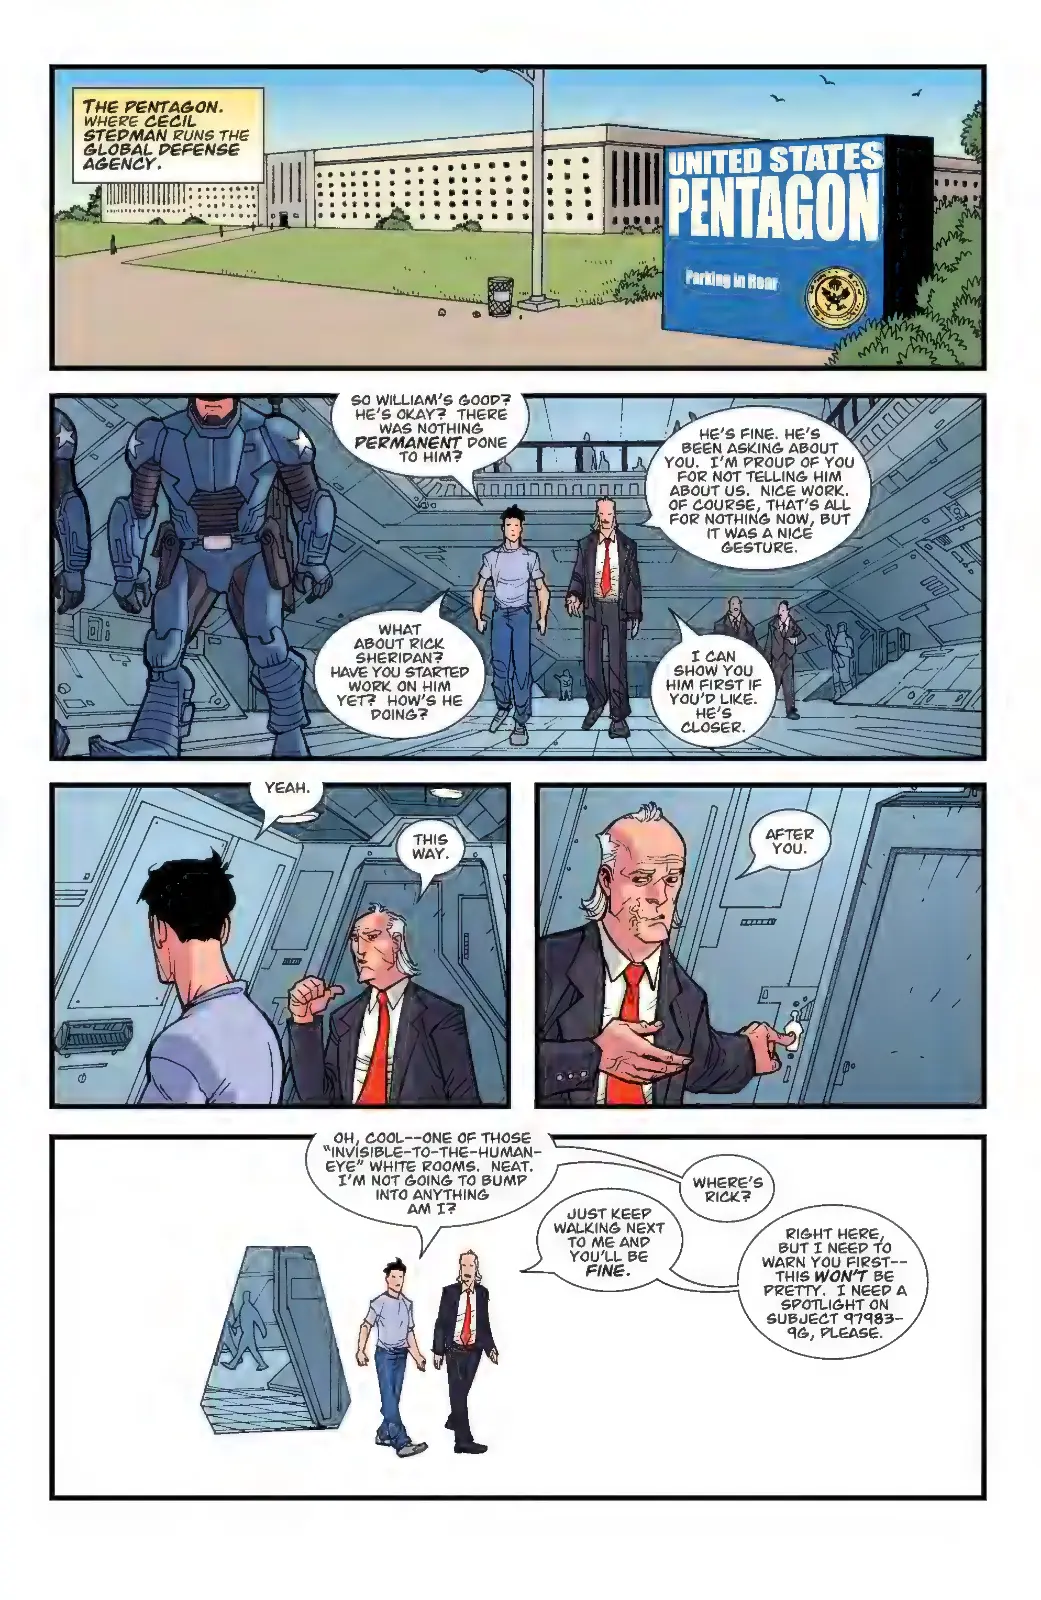 THE PENTAGON.
WHERE CECIL
STEDMAN RUNS THE
GLOBAL DEFENSE
AGENCY.
UNITED STATES
PENTAGON
Parking in Rear
SO WILLIAM'S GOOD?
HE'S OKAY? THERE
WAS NOTHING
PERMANENT DONE
TO HIM?
HE'S FINE. HE'S
BEEN ASKING ABOUT
YOU. I'M PROUD OF YOU
FOR NOT TELLING HIM
ABOUT US. NICE WORK.
OF COURSE, THAT'S ALL
FOR NOTHING NOW, BUT
IT WAS A NICE
GESTURE.
WHAT
ABOUT RICK
SHERIDAN?
HAVE YOU STARTED
WORK ON HIM
YET? HOW'S HE
DOING?
I CAN
SHOW YOU
HIM FIRST IF
YOU'D LIKE.
HE'S
CLOSER.
YEAH.
THIS
WAY.
AFTER
YOU.
OH, COOL--ONE OF THOSE
"INVISIBLE-TO-THE-HUMAN-
EYE" WHITE ROOMS. NEAT.
I'M NOT GOING TO BUMP
INTO ANYTHING
AM I?
JUST KEEP
WALKING NEXT
TO ME AND
YOU'LL BE
FINE.
WHERE'S
RICK?
RIGHT HERE,
BUT I NEED TO
WARN YOU FIRST--
THIS WON'T BE
PRETTY. I NEED A
SPOTLIGHT ON
SUBJECT 97983-
9G, PLEASE.